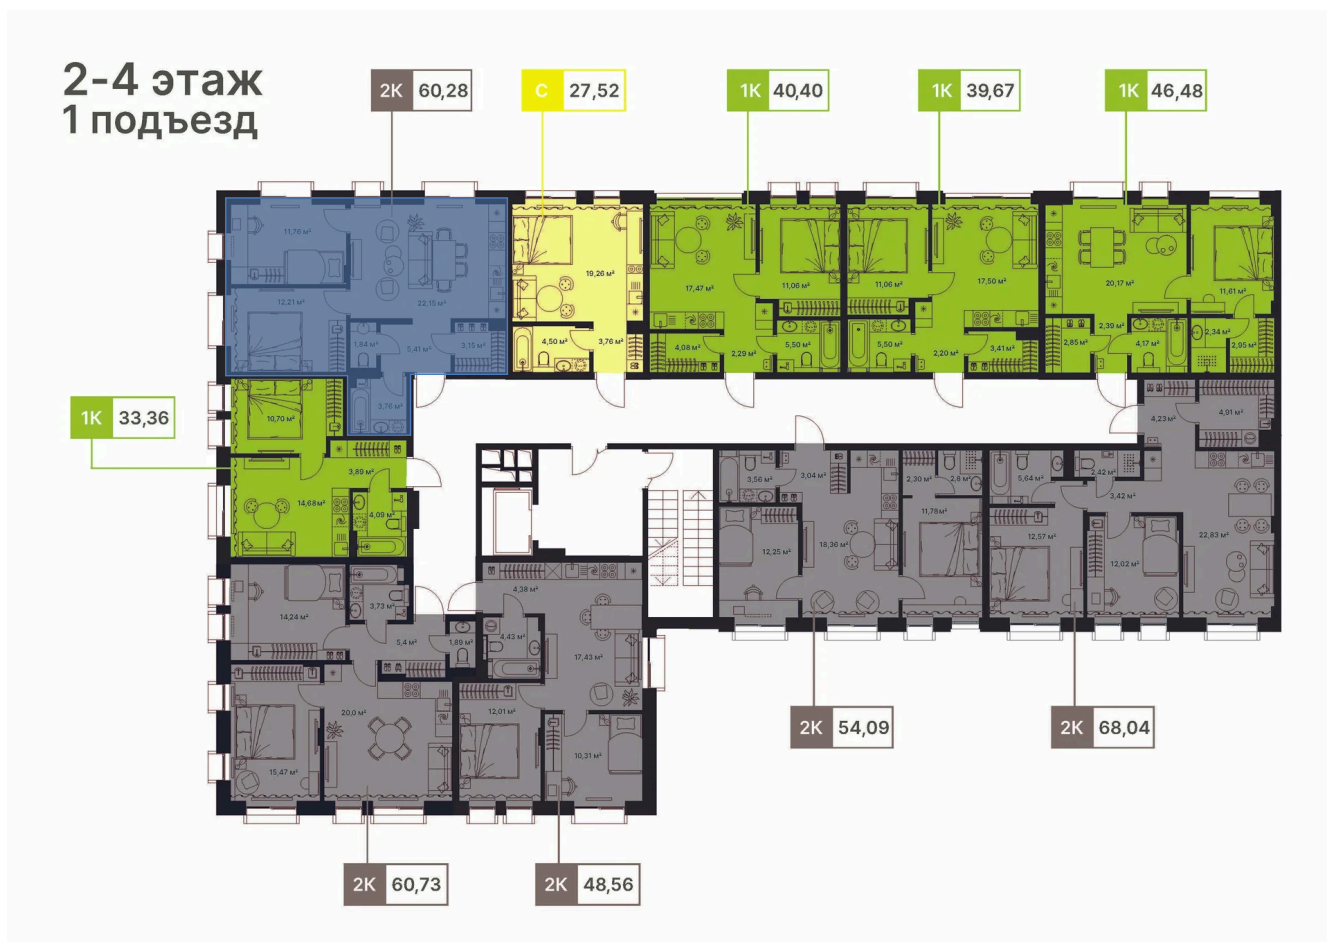 2-4 этаж
1 подъезд
2К 60,28
С 27,52
1К 40,40
1К 39,67
1К 46,48
11,76 м²
12,21 м²
22,15 м²
1,84 м²
5,41 м²
3,10 м²
3,76 м²
19,26 м²
4,50 м²
3,76 м²
17,47 м²
11,06 м²
4,08 м²
2,29 м²
5,50 м²
11,06 м²
17,50 м²
5,50 м²
2,20 м²
3,41 м²
20,17 м²
11,61 м²
2,39 м²
2,85 м²
4,17 м²
2,34 м²
2,95 м²
1К 33,36
10,70 м²
3,89 м²
14,68 м²
4,09 м²
4,23 м²
4,91 м²
3,56 м²
3,04 м²
2,30 м²
2,8 м²
11,78 м²
12,25 м²
18,36 м²
5,64 м²
2,42 м²
3,42 м²
12,57 м²
12,02 м²
22,83 м²
14,24 м²
3,73 м²
5,4 м²
1,89 м²
20,0 м²
15,47 м²
4,38 м²
4,43 м²
17,43 м²
12,01 м²
10,31 м²
2К 54,09
2К 68,04
2К 60,73
2К 48,56